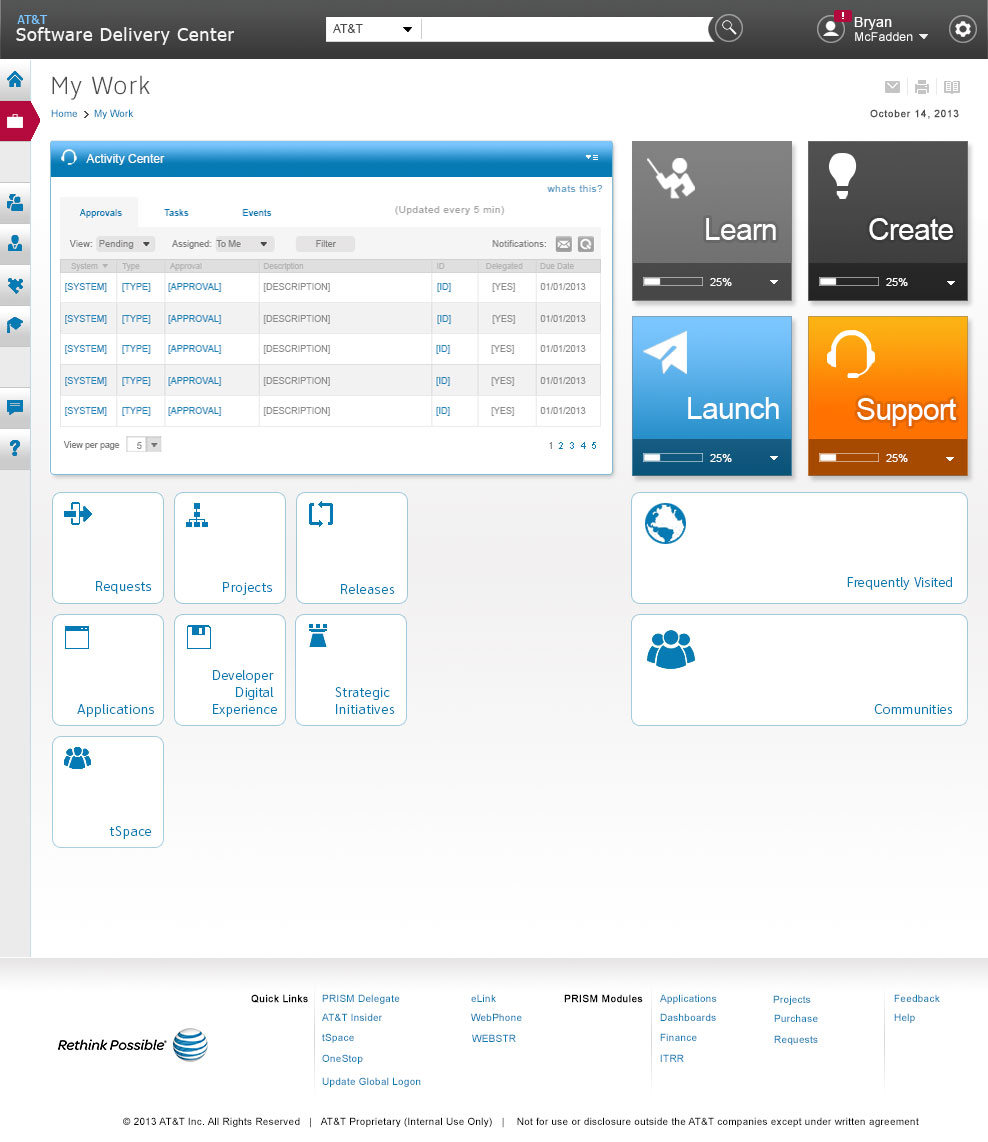 AT&T
Software Delivery Center
AT&T
!
Bryan
McFadden
My Work
Home > My Work
October 14, 2013
Activity Center
whats this?
Approvals Tasks Events (Updated every 5 min)
View: Pending Assigned: To Me Filter Notifications:
System Type Approval Description ID Delegated Due Date
[SYSTEM] [TYPE] [APPROVAL] [DESCRIPTION] [ID] [YES] 01/01/2013
[SYSTEM] [TYPE] [APPROVAL] [DESCRIPTION] [ID] [YES] 01/01/2013
[SYSTEM] [TYPE] [APPROVAL] [DESCRIPTION] [ID] [YES] 01/01/2013
[SYSTEM] [TYPE] [APPROVAL] [DESCRIPTION] [ID] [YES] 01/01/2013
[SYSTEM] [TYPE] [APPROVAL] [DESCRIPTION] [ID] [YES] 01/01/2013
View per page 5 1 2 3 4 5
Learn
25%
Create
25%
Launch
25%
Support
25%
?
Requests
Projects
Releases
Frequently Visited
Applications
Developer
Digital
Experience
Strategic
Initiatives
Communities
tSpace
Rethink Possible®
Quick Links
PRISM Delegate
AT&T Insider
tSpace
OneStop
Update Global Logon
eLink
WebPhone
WEBSTR
PRISM Modules
Applications
Dashboards
Finance
ITRR
Projects
Purchase
Requests
Feedback
Help
© 2013 AT&T Inc. All Rights Reserved | AT&T Proprietary (Internal Use Only) | Not for use or disclosure outside the AT&T companies except under written agreement